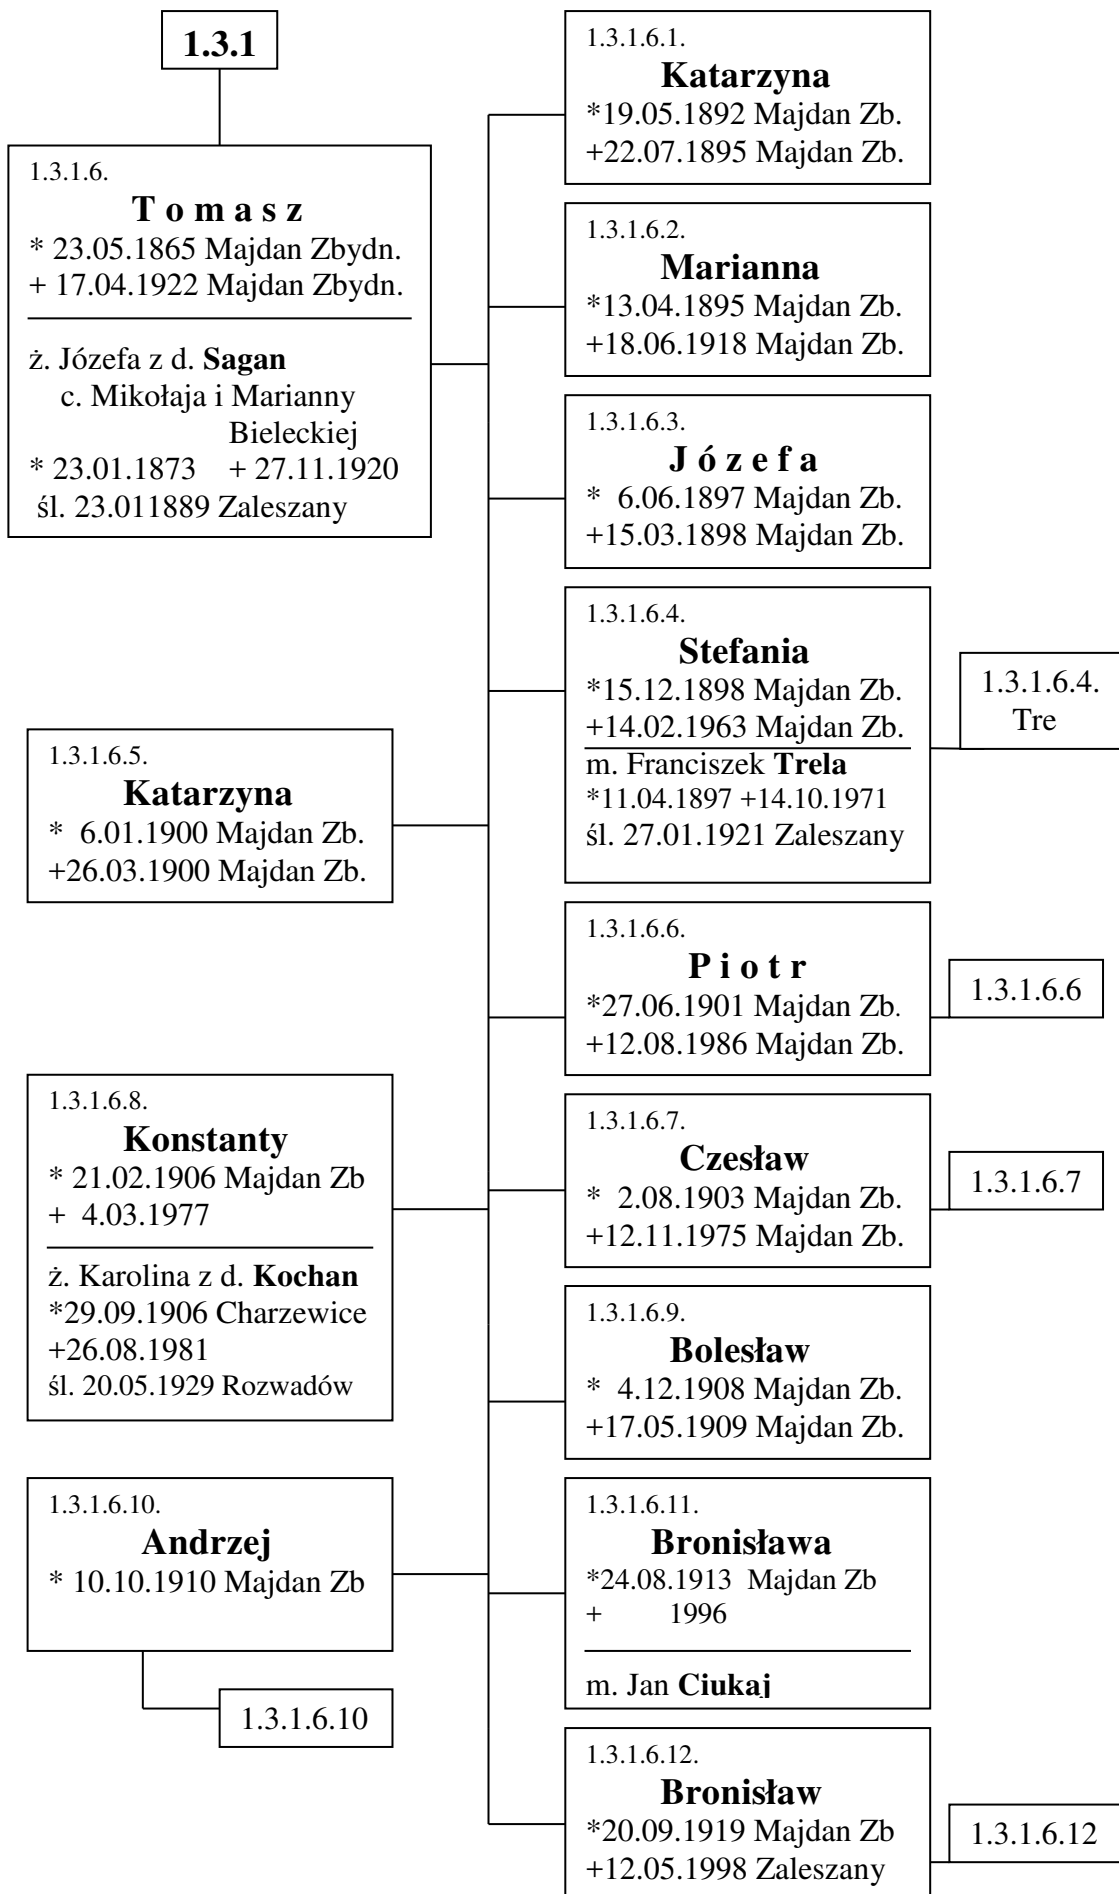 1.3.1
1.3.1.6.
T o m a s z
* 23.05.1865 Majdan Zbydn.
+ 17.04.1922 Majdan Zbydn.
ż. Józefa z d. Sagan
c. Mikołaja i Marianny
Bieleckiej
* 23.01.1873 + 27.11.1920
śl. 23.011889 Zaleszany
1.3.1.6.1.
Katarzyna
*19.05.1892 Majdan Zb.
+22.07.1895 Majdan Zb.
1.3.1.6.2.
Marianna
*13.04.1895 Majdan Zb.
+18.06.1918 Majdan Zb.
1.3.1.6.3.
J ó z e f a
* 6.06.1897 Majdan Zb.
+15.03.1898 Majdan Zb.
1.3.1.6.4.
Stefania
*15.12.1898 Majdan Zb.
+14.02.1963 Majdan Zb.
m. Franciszek Trela
*11.04.1897 +14.10.1971
śl. 27.01.1921 Zaleszany
1.3.1.6.4.
Tre
1.3.1.6.5.
Katarzyna
* 6.01.1900 Majdan Zb.
+26.03.1900 Majdan Zb.
1.3.1.6.6.
P i o t r
*27.06.1901 Majdan Zb.
+12.08.1986 Majdan Zb.
1.3.1.6.6
1.3.1.6.7.
Czesław
* 2.08.1903 Majdan Zb.
+12.11.1975 Majdan Zb.
1.3.1.6.7
1.3.1.6.8.
Konstanty
* 21.02.1906 Majdan Zb
+ 4.03.1977
ż. Karolina z d. Kochan
*29.09.1906 Charzewice
+26.08.1981
śl. 20.05.1929 Rozwadów
1.3.1.6.9.
Bolesław
* 4.12.1908 Majdan Zb.
+17.05.1909 Majdan Zb.
1.3.1.6.10.
Andrzej
* 10.10.1910 Majdan Zb
1.3.1.6.10
1.3.1.6.11.
Bronisława
*24.08.1913 Majdan Zb
+ 1996
m. Jan Ciukaj
1.3.1.6.12.
Bronisław
*20.09.1919 Majdan Zb
+12.05.1998 Zaleszany
1.3.1.6.12